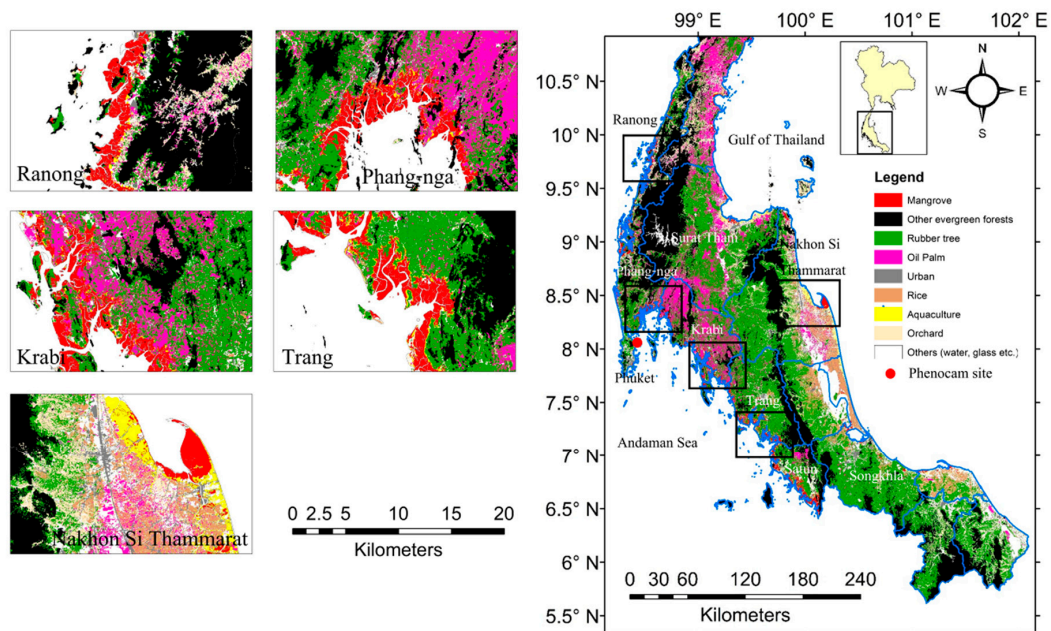 Ranong
Phang-nga
Krabi
Trang
Nakhon Si Thammarat
0 2.5 5 10 15 20
Kilometers
99° E 100° E 101° E 102° E
10.5° N
10° N
9.5° N
9° N
8.5° N
8° N
7.5° N
7° N
6.5° N
6° N
5.5° N
Ranong
Gulf of Thailand
Surat Thani
Nakhon Si
Thammarat
Phang-nga
Krabi
Phuket
Trang
Andaman Sea
Satun
Songkhla
N
W E
S
Legend
Mangrove
Other evergreen forests
Rubber tree
Oil Palm
Urban
Rice
Aquaculture
Orchard
Others (water, glass etc.)
Phenocam site
0 15 30 60 120 180 240
Kilometers